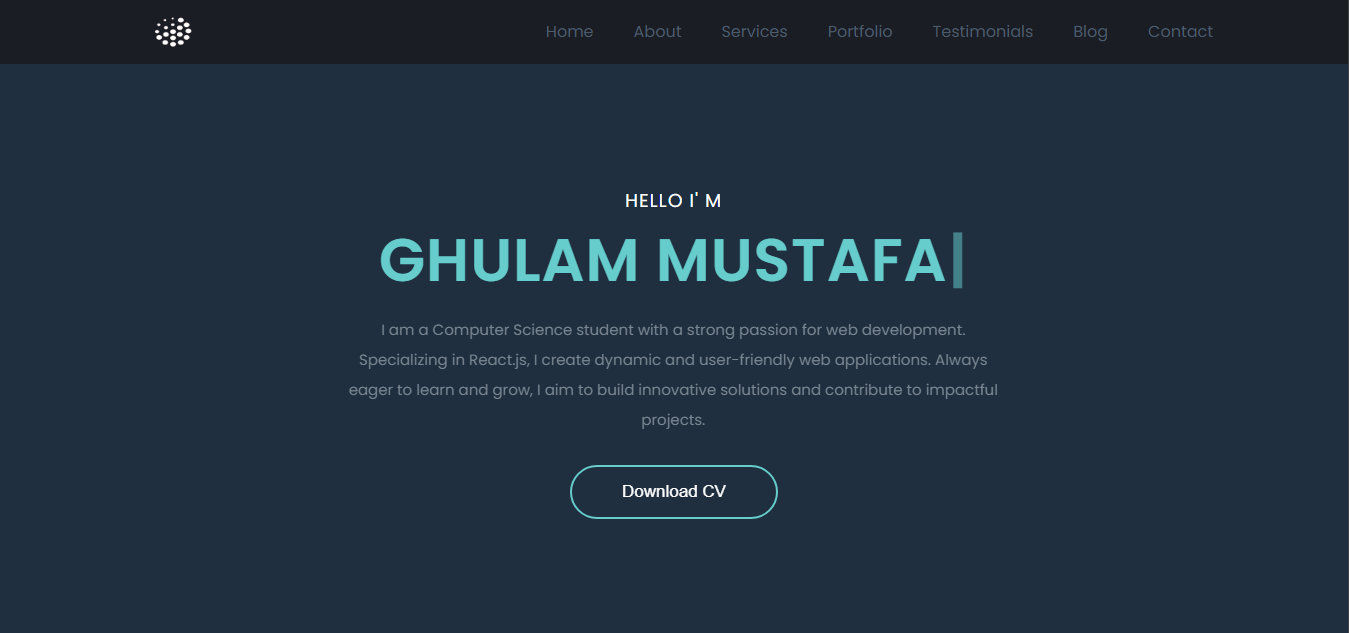 Home About Services Portfolio Testimonials Blog Contact
HELLO I' M
GHULAM MUSTAFA|
I am a Computer Science student with a strong passion for web development.
Specializing in React.js, I create dynamic and user-friendly web applications. Always
eager to learn and grow, I aim to build innovative solutions and contribute to impactful
projects.
Download CV